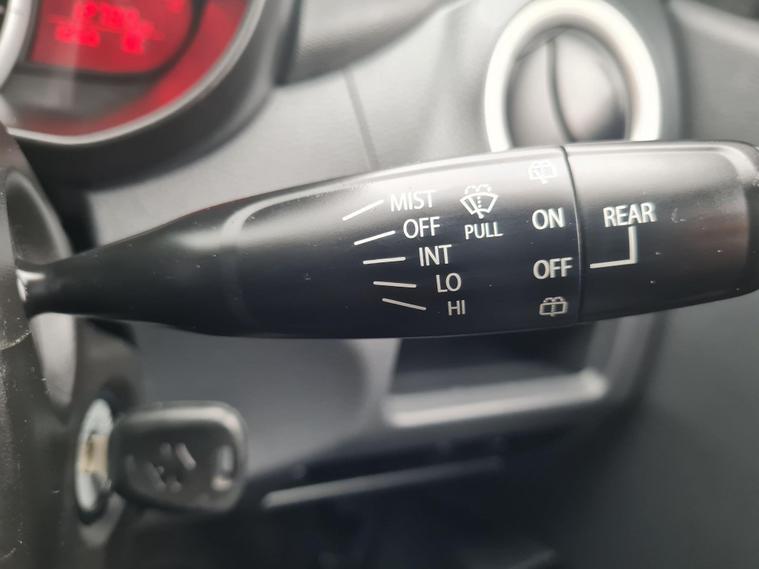 MIST
OFF
INT
LO
HI
PULL
ON
OFF
REAR